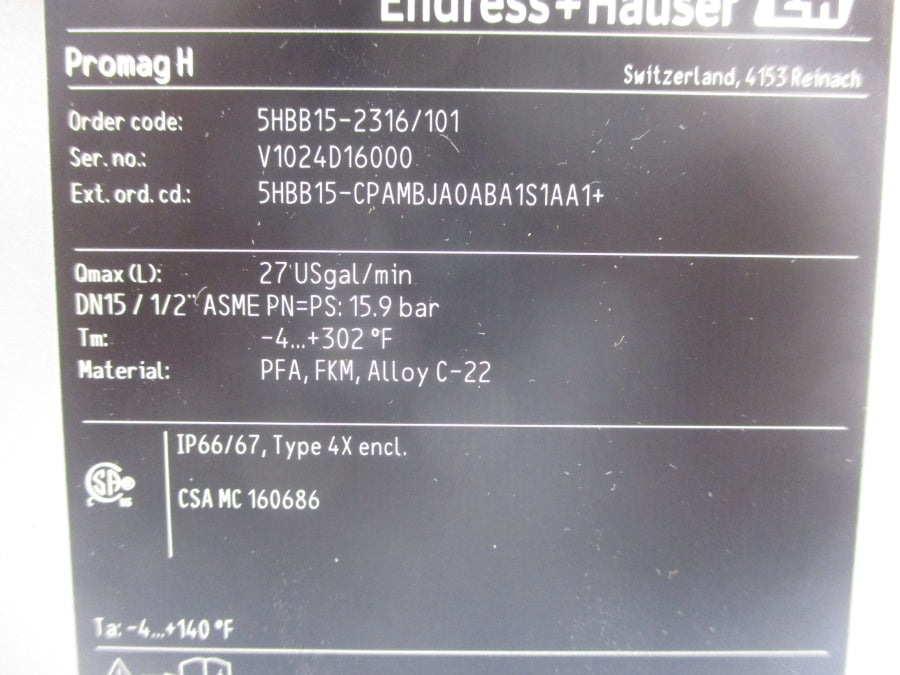 Endress+Hauser
Promag H
Switzerland, 4153 Reinach
Order code: 5HBB15-2316/101
Ser. no.: V1024D16000
Ext. ord. cd.: 5HBB15-CPAMBJA0ABA1S1AA1+
Qmax (L): 27 USgal/min
DN15 / 1/2" ASME PN=PS: 15.9 bar
Tm: -4...+302 °F
Material: PFA, FKM, Alloy C-22
IP66/67, Type 4X encl.
CSA MC 160686
Ta: -4...+140 °F